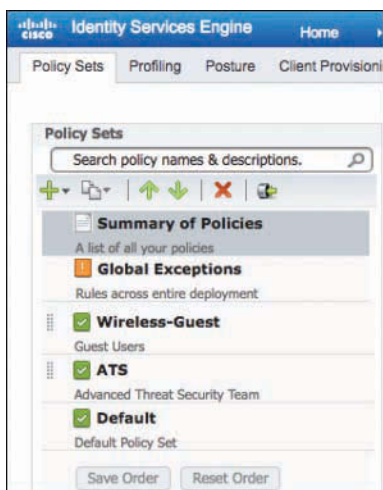 cisco Identity Services Engine Home
Policy Sets Profiling Posture Client Provisioni
Policy Sets
Search policy names & descriptions.
Summary of Policies
A list of all your policies
! Global Exceptions
Rules across entire deployment
Wireless-Guest
Guest Users
ATS
Advanced Threat Security Team
Default
Default Policy Set
Save Order Reset Order